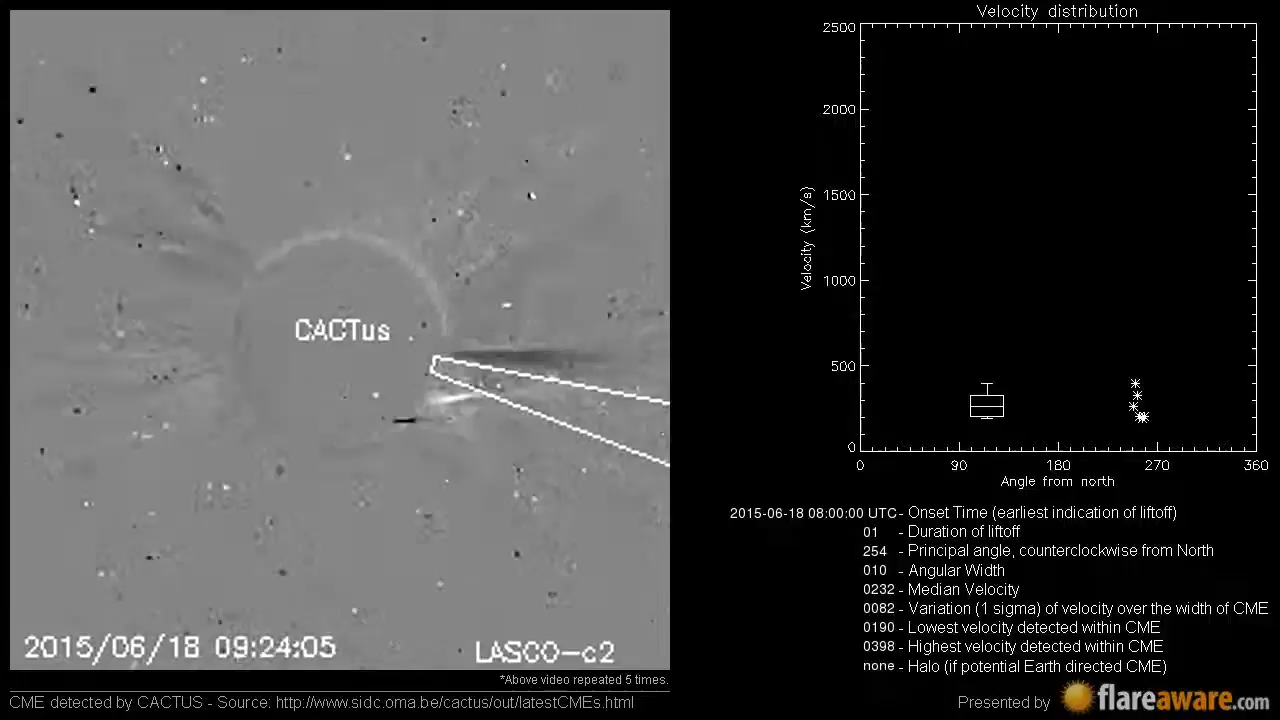 CACTus
2015/06/18 09:24:05
LASCO-c2
*Above video repeated 5 times.
CME detected by CACTUS - Source: http://www.sidc.oma.be/cactus/out/latestCMEs.html
Velocity distribution
Velocity (km/s)
2500
2000
1500
1000
500
0
0 90 180 270 360
Angle from north
2015-06-18 08:00:00 UTC - Onset Time (earliest indication of liftoff)
01 - Duration of liftoff
254 - Principal angle, counterclockwise from North
010 - Angular Width
0232 - Median Velocity
0082 - Variation (1 sigma) of velocity over the width of CME
0190 - Lowest velocity detected within CME
0398 - Highest velocity detected within CME
none - Halo (if potential Earth directed CME)
Presented by flareaware.com